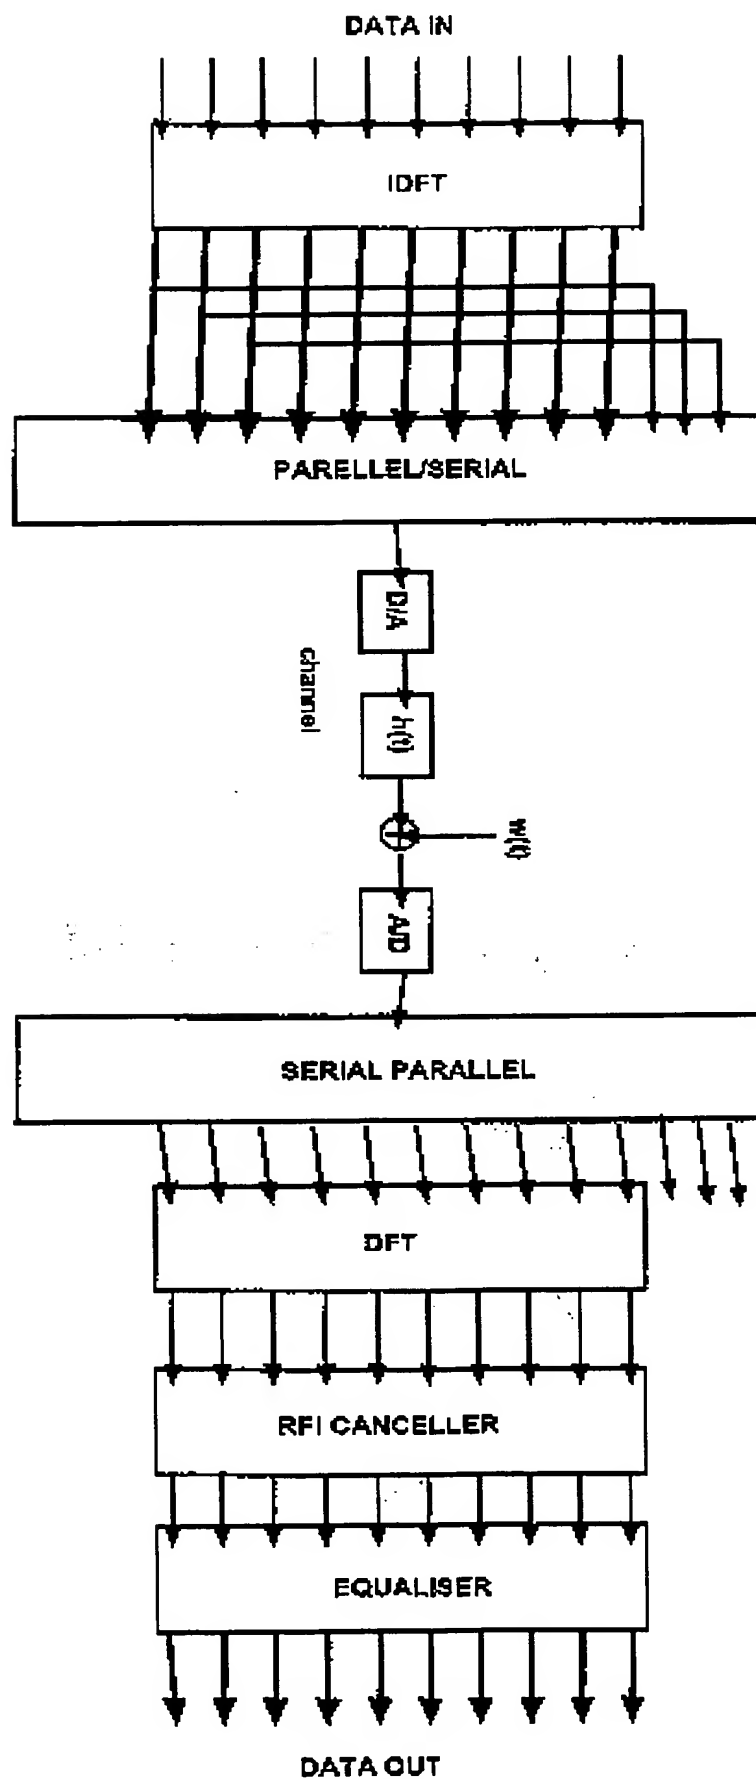 DATA IN
IDFT
PARELLEL/SERIAL
D/A
channel
h(t)
w(t)
A/D
SERIAL PARALLEL
DFT
RFI CANCELLER
EQUALISER
DATA OUT